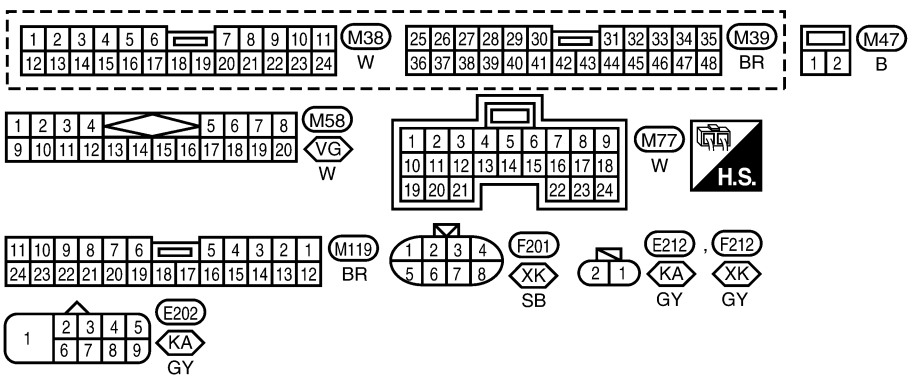 1 2 3 4 5 6 7 8 9 10 11 M38
12 13 14 15 16 17 18 19 20 21 22 23 24 W
25 26 27 28 29 30 31 32 33 34 35 M39
36 37 38 39 40 41 42 43 44 45 46 47 48 BR
M47
1 2 B
1 2 3 4 5 6 7 8 M58
9 10 11 12 13 14 15 16 17 18 19 20 VG
W
1 2 3 4 5 6 7 8 9 M77
10 11 12 13 14 15 16 17 18 W
19 20 21 22 23 24
H.S.
11 10 9 8 7 6 5 4 3 2 1 M119
24 23 22 21 20 19 18 17 16 15 14 13 12 BR
1 2 3 4 F201
5 6 7 8 XK
SB
E212 , F212
2 1 KA XK
GY GY
E202
1 2 3 4 5
6 7 8 9 KA
GY